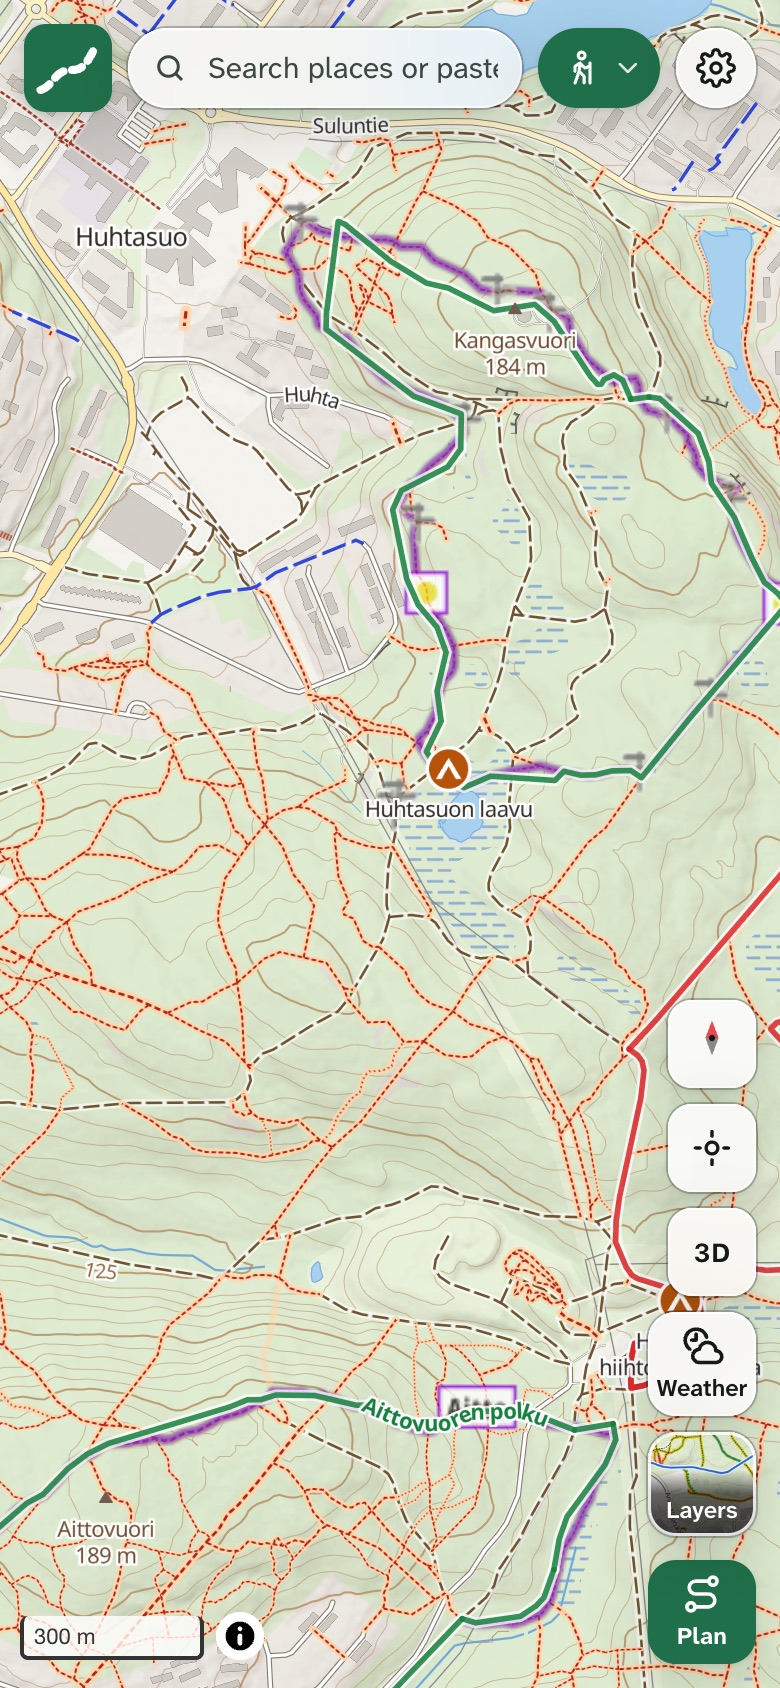 Search places or paste
Suluntie
Huhtasuo
Kangasvuori
184 m
Huhta
Huhtasuon laavu
125
3D
Weather
Aittovuoren polku
Layers
Aittovuori
189 m
300 m
Plan